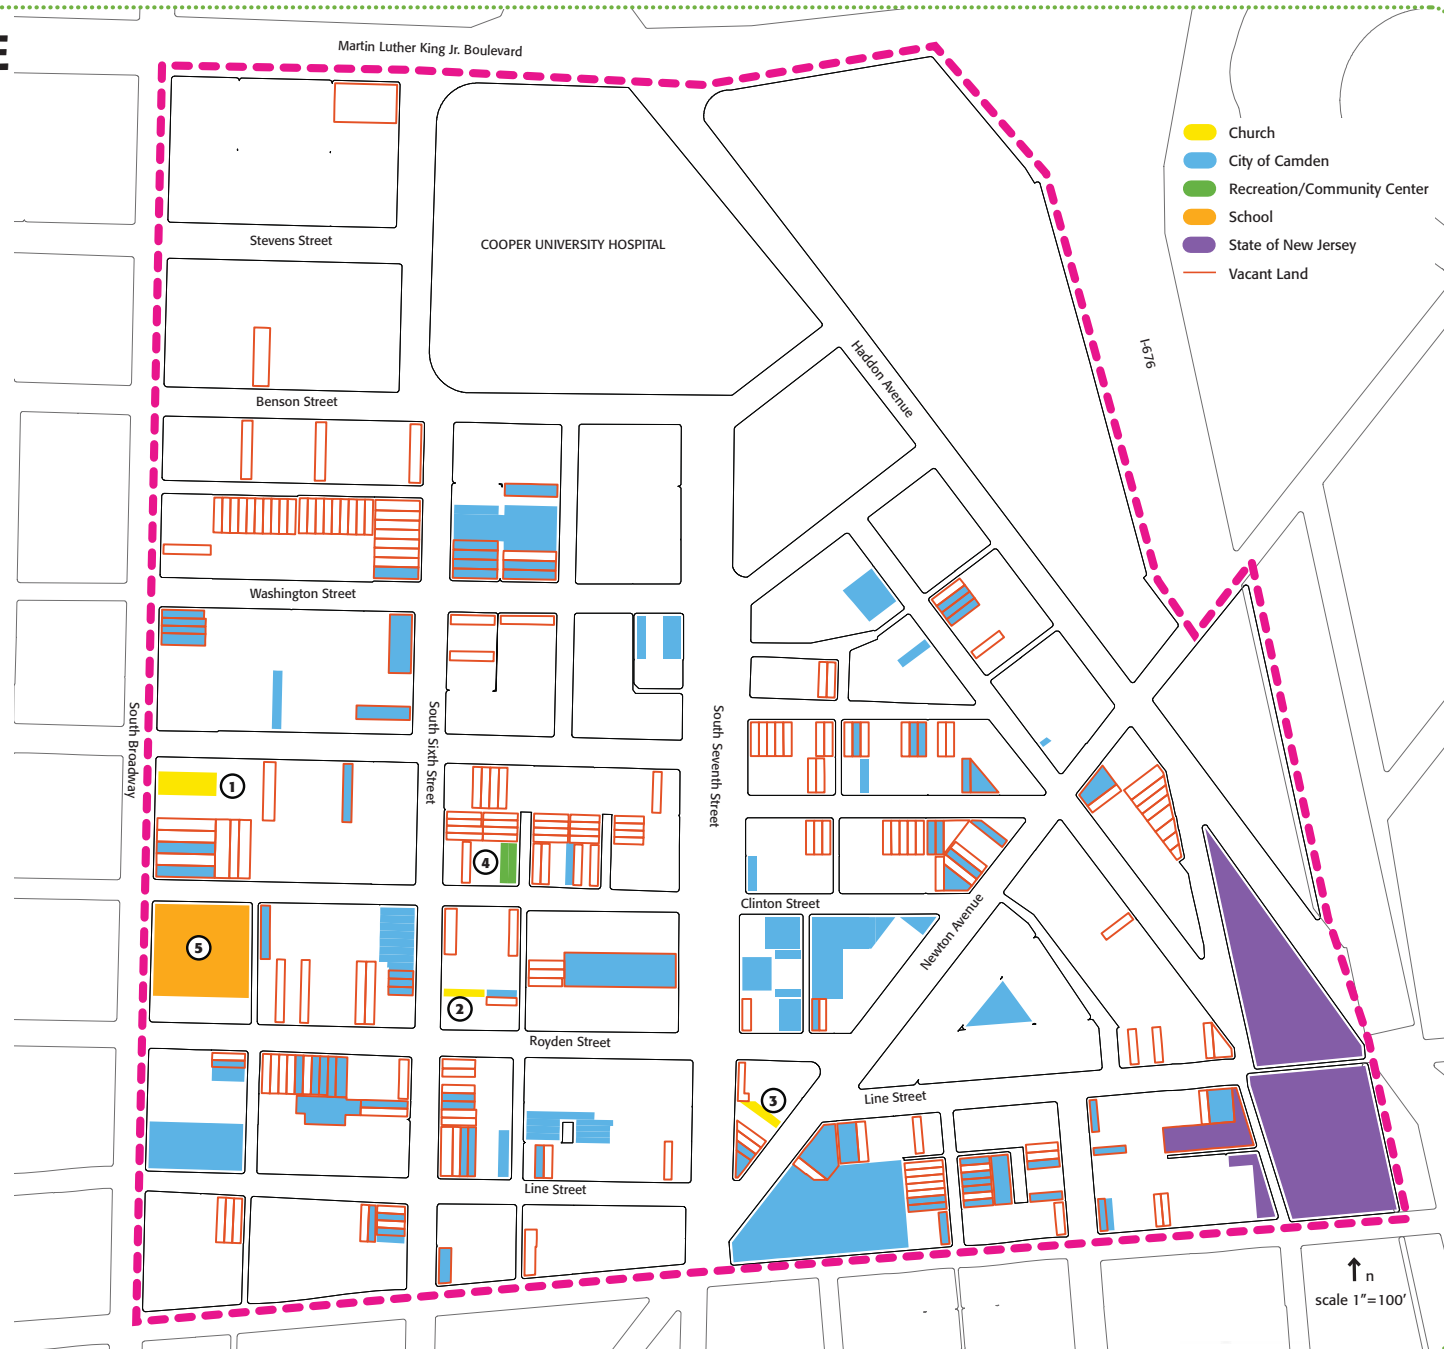 E
Martin Luther King Jr. Boulevard
Church
City of Camden
Recreation/Community Center
School
State of New Jersey
Vacant Land
Stevens Street
COOPER UNIVERSITY HOSPITAL
I-676
Haddon Avenue
Benson Street
Washington Street
South Broadway
South Sixth Street
South Seventh Street
1
4
Clinton Street
Newton Avenue
5
2
Royden Street
3
Line Street
Line Street
n
scale 1"=100'